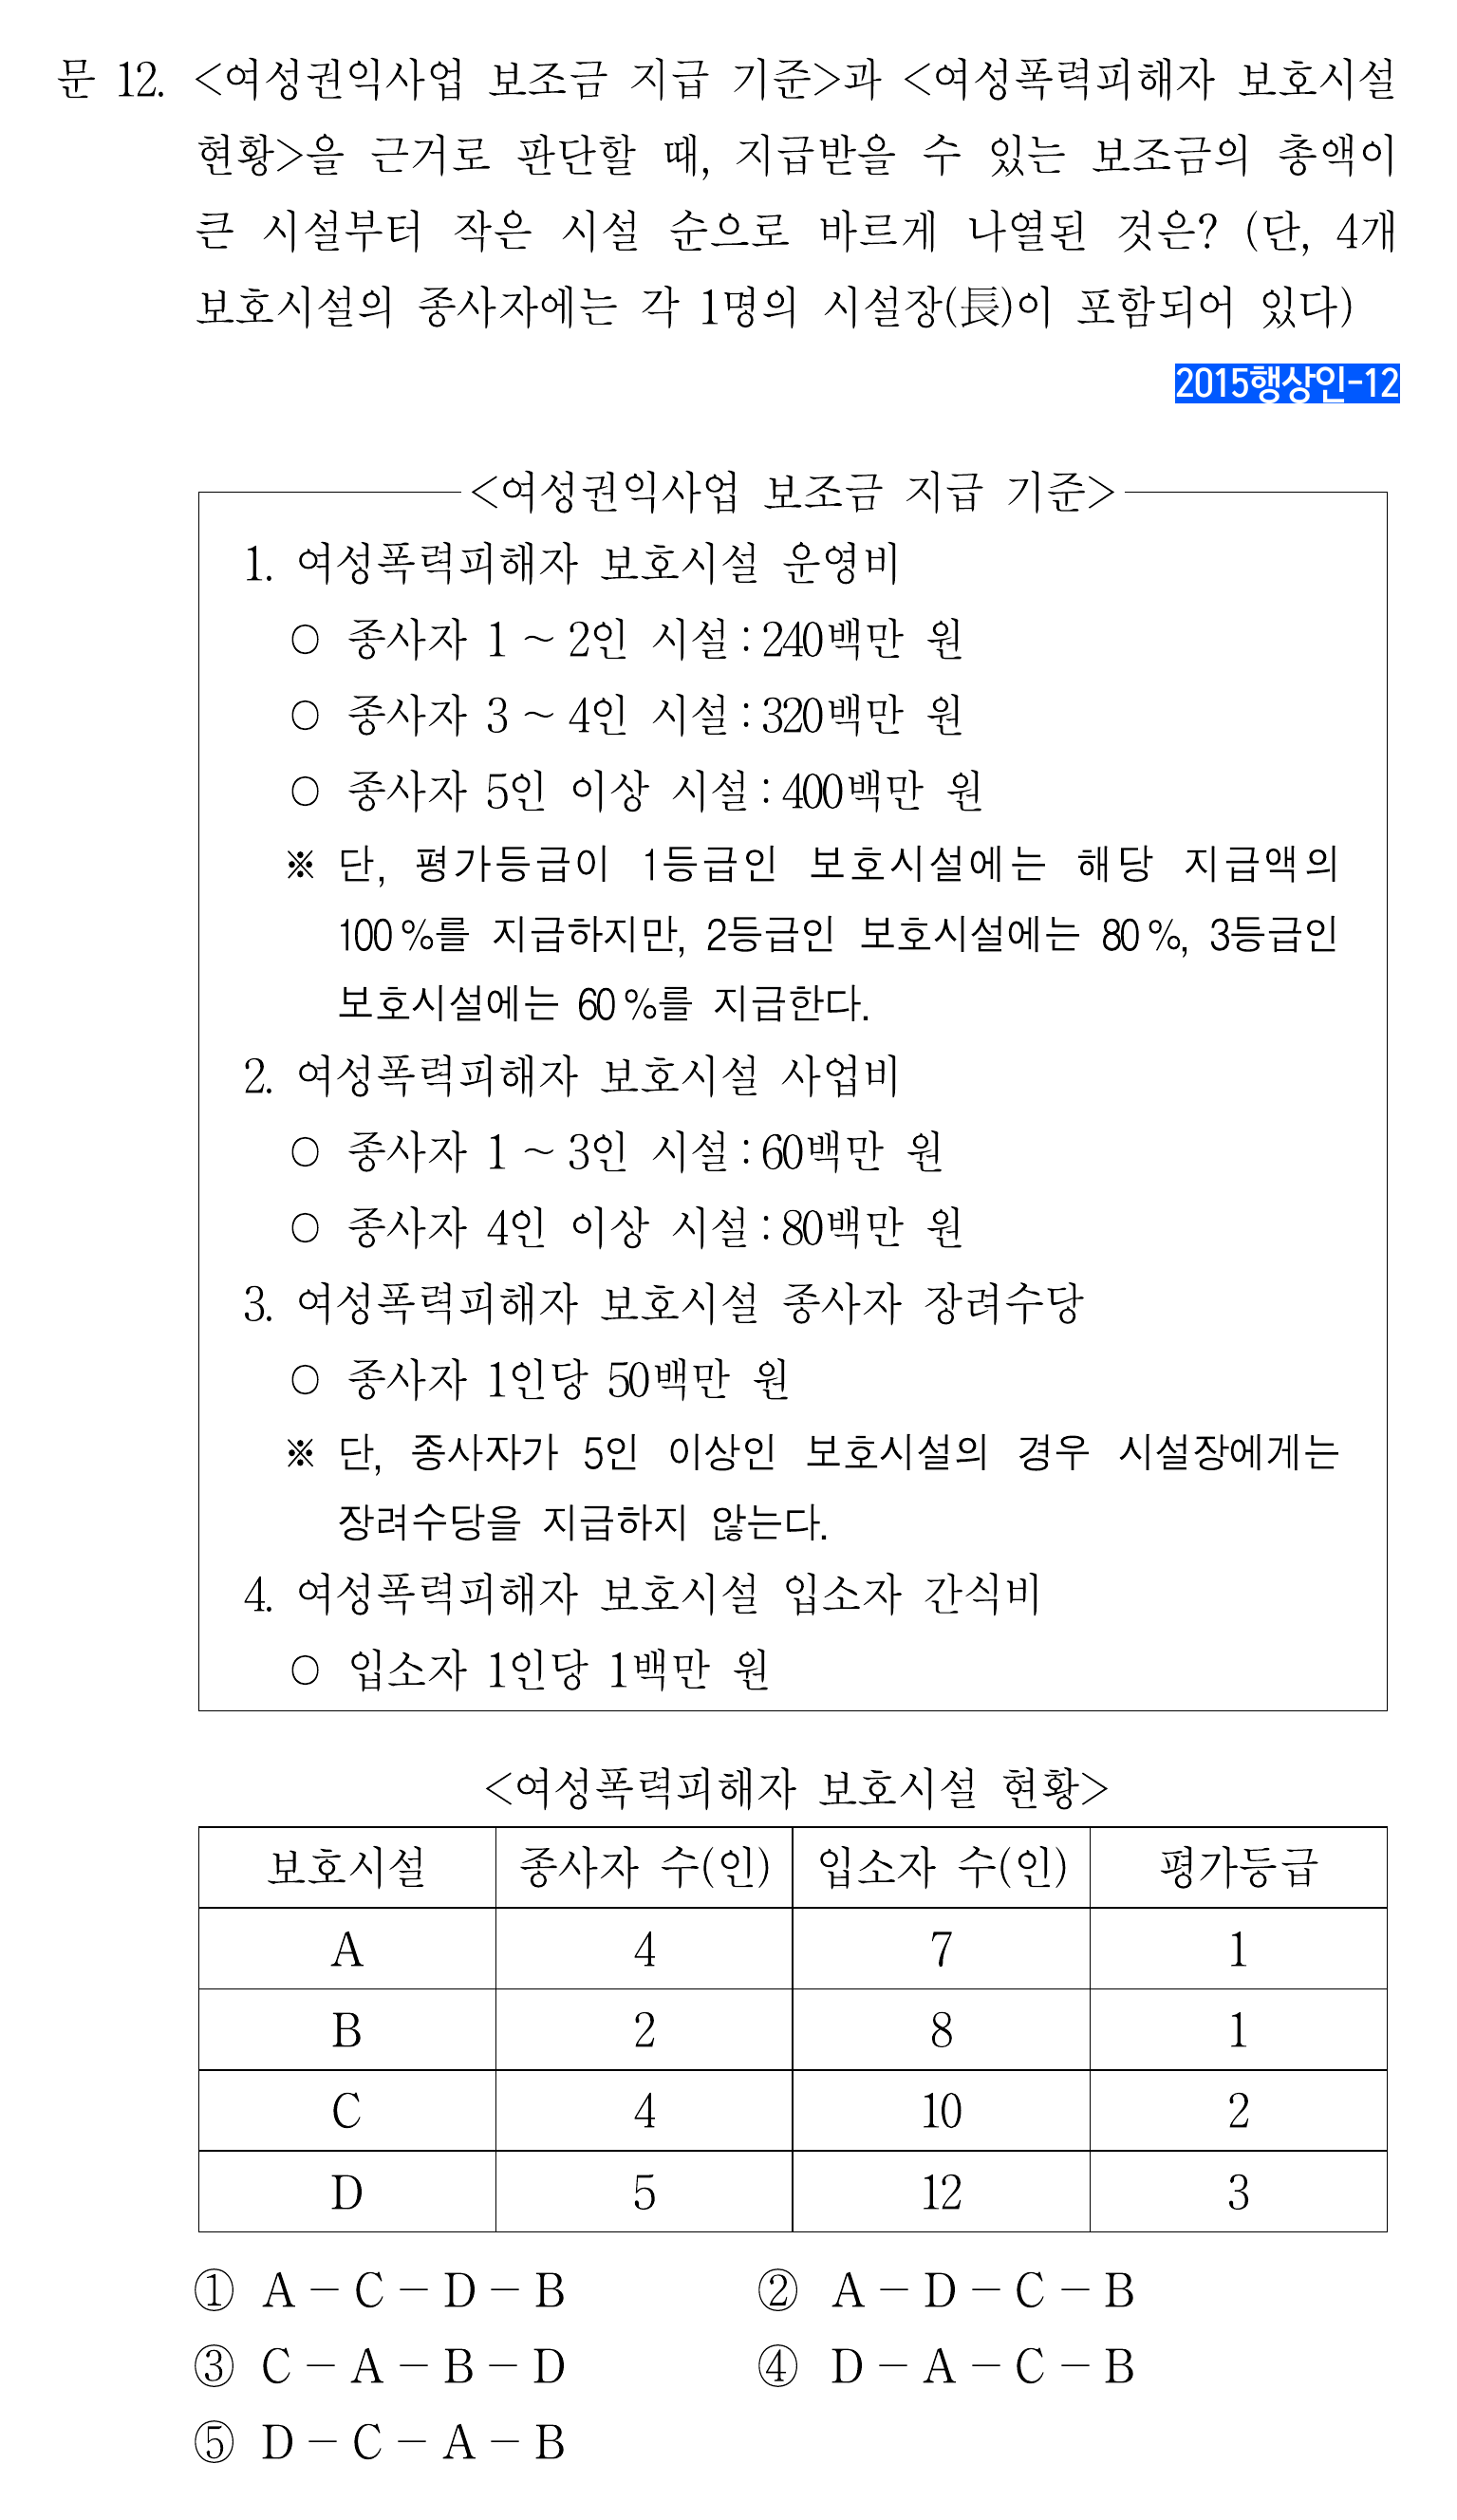 문 12. <여성권익사업 보조금 지급 기준>과 <여성폭력피해자 보호시설
현황>을 근거로 판단할 때, 지급받을 수 있는 보조금의 총액이
큰 시설부터 작은 시설 순으로 바르게 나열된 것은? (단, 4개
보호시설의 종사자에는 각 1명의 시설장(長)이 포함되어 있다)
2015행상인-12
<여성권익사업 보조금 지급 기준>
1. 여성폭력피해자 보호시설 운영비
○ 종사자 1 ~ 2인 시설 : 240백만 원
○ 종사자 3 ~ 4인 시설 : 320백만 원
○ 종사자 5인 이상 시설 : 400백만 원
※ 단, 평가등급이 1등급인 보호시설에는 해당 지급액의
100 %를 지급하지만, 2등급인 보호시설에는 80 %, 3등급인
보호시설에는 60 %를 지급한다.
2. 여성폭력피해자 보호시설 사업비
○ 종사자 1 ~ 3인 시설 : 60백만 원
○ 종사자 4인 이상 시설 : 80백만 원
3. 여성폭력피해자 보호시설 종사자 장려수당
○ 종사자 1인당 50백만 원
※ 단, 종사자가 5인 이상인 보호시설의 경우 시설장에게는
장려수당을 지급하지 않는다.
4. 여성폭력피해자 보호시설 입소자 간식비
○ 입소자 1인당 1백만 원
<여성폭력피해자 보호시설 현황>
보호시설 종사자 수(인) 입소자 수(인) 평가등급
A 4 7 1
B 2 8 1
C 4 10 2
D 5 12 3
① A - C - D - B ② A - D - C - B
③ C - A - B - D ④ D - A - C - B
⑤ D - C - A - B